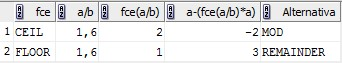 fce a/b fce(a/b) a-(fce(a/b)*a) Alternativa
1 CEIL 1,6 2 -2 MOD
2 FLOOR 1,6 1 3 REMAINDER